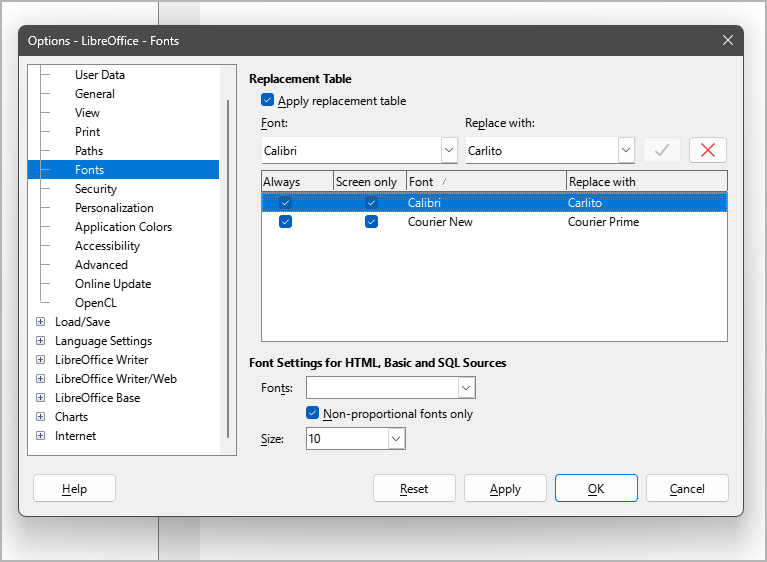 Options - LibreOffice - Fonts
User Data
General
View
Print
Paths
Fonts
Security
Personalization
Application Colors
Accessibility
Advanced
Online Update
OpenCL
Load/Save
Language Settings
LibreOffice Writer
LibreOffice Writer/Web
LibreOffice Base
Charts
Internet
Replacement Table
Apply replacement table
Font: Replace with:
Calibri Carlito
Always Screen only Font Replace with
Calibri Carlito
Courier New Courier Prime
Font Settings for HTML, Basic and SQL Sources
Fonts:
Non-proportional fonts only
Size: 10
Help Reset Apply OK Cancel